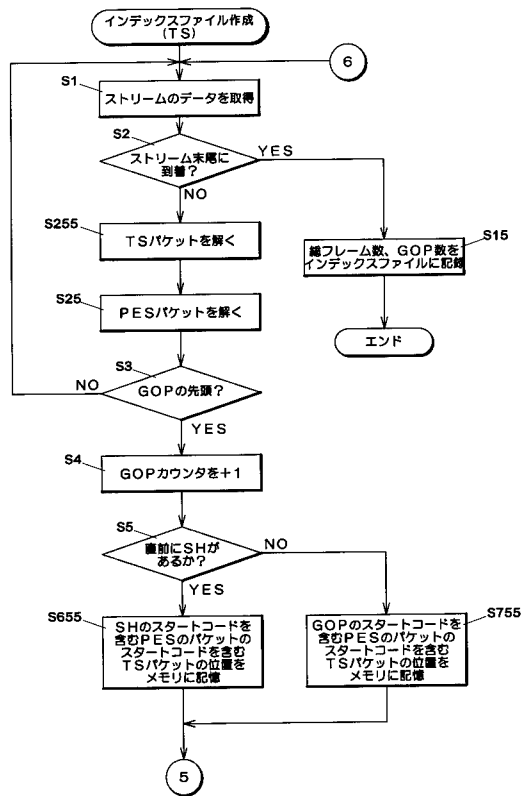 インデックスファイル作成
(TS)
6
S1
ストリームのデータを取得
S2
ストリーム末尾に
到着?
YES
NO
S255
TSパケットを解く
S15
総フレーム数、GOP数を
インデックスファイルに記録
S25
PESパケットを解く
エンド
S3
GOPの先頭?
NO
YES
S4
GOPカウンタを+1
S5
直前にSHが
あるか?
NO
YES
S655
SHのスタートコードを
含むPESのパケットの
スタートコードを含む
TSパケットの位置を
メモリに記憶
S755
GOPのスタートコードを
含むPESのパケットの
スタートコードを含む
TSパケットの位置を
メモリに記憶
5